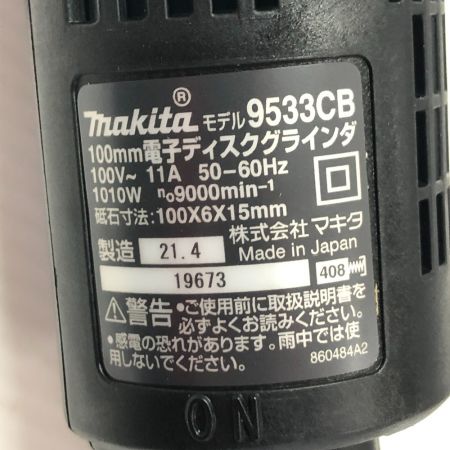 makita® モデル 9533CB
100mm電子ディスクグラインダ
100V~ 11A 50-60Hz
1010W n₀9000min⁻¹
砥石寸法:100X6X15mm
株式会社 マキタ
製造 21.4 Made in Japan
19673 408
⚠警告 •ご使用前に取扱説明書を
必ずよくお読みください。
•感電の恐れがあります。雨中では使
用しないでください。 860484A2
ON